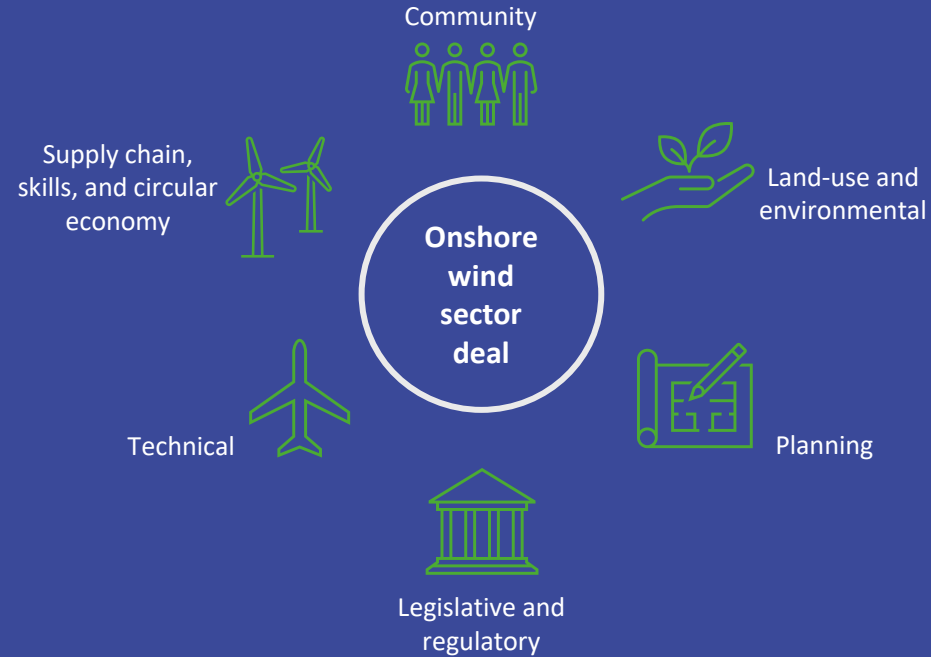 Community
Supply chain,
skills, and circular
economy
Land-use and
environmental
Onshore
wind
sector
deal
Technical
Planning
Legislative and
regulatory